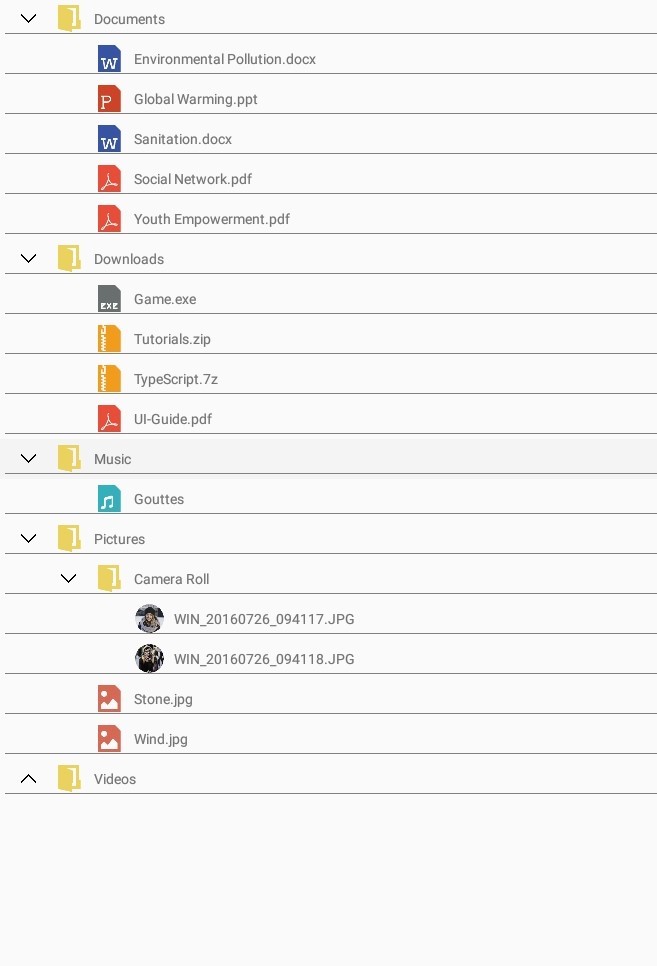 Documents
Environmental Pollution.docx
Global Warming.ppt
Sanitation.docx
Social Network.pdf
Youth Empowerment.pdf
Downloads
Game.exe
Tutorials.zip
TypeScript.7z
UI-Guide.pdf
Music
Gouttes
Pictures
Camera Roll
WIN_20160726_094117.JPG
WIN_20160726_094118.JPG
Stone.jpg
Wind.jpg
Videos